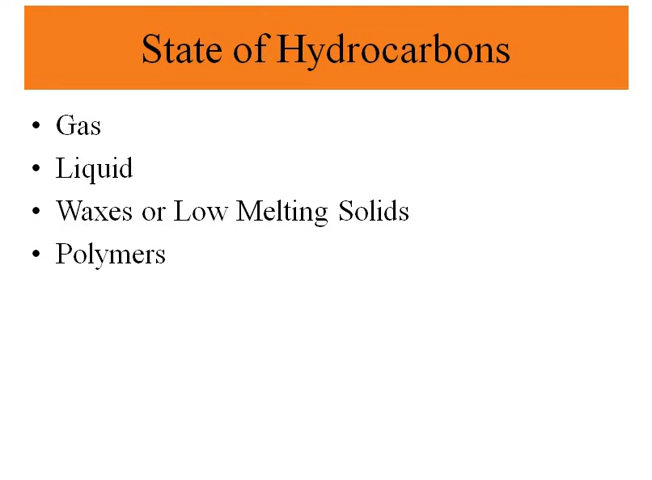 State of Hydrocarbons
• Gas
• Liquid
• Waxes or Low Melting Solids
• Polymers